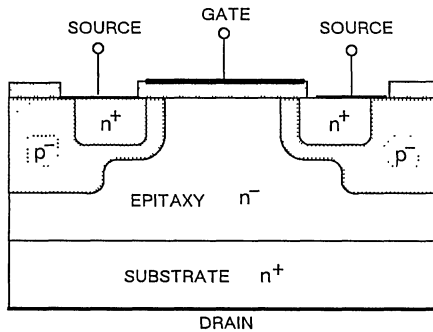 GATE
SOURCE SOURCE
n+ n+
p- p-
EPITAXY n-
SUBSTRATE n+
DRAIN